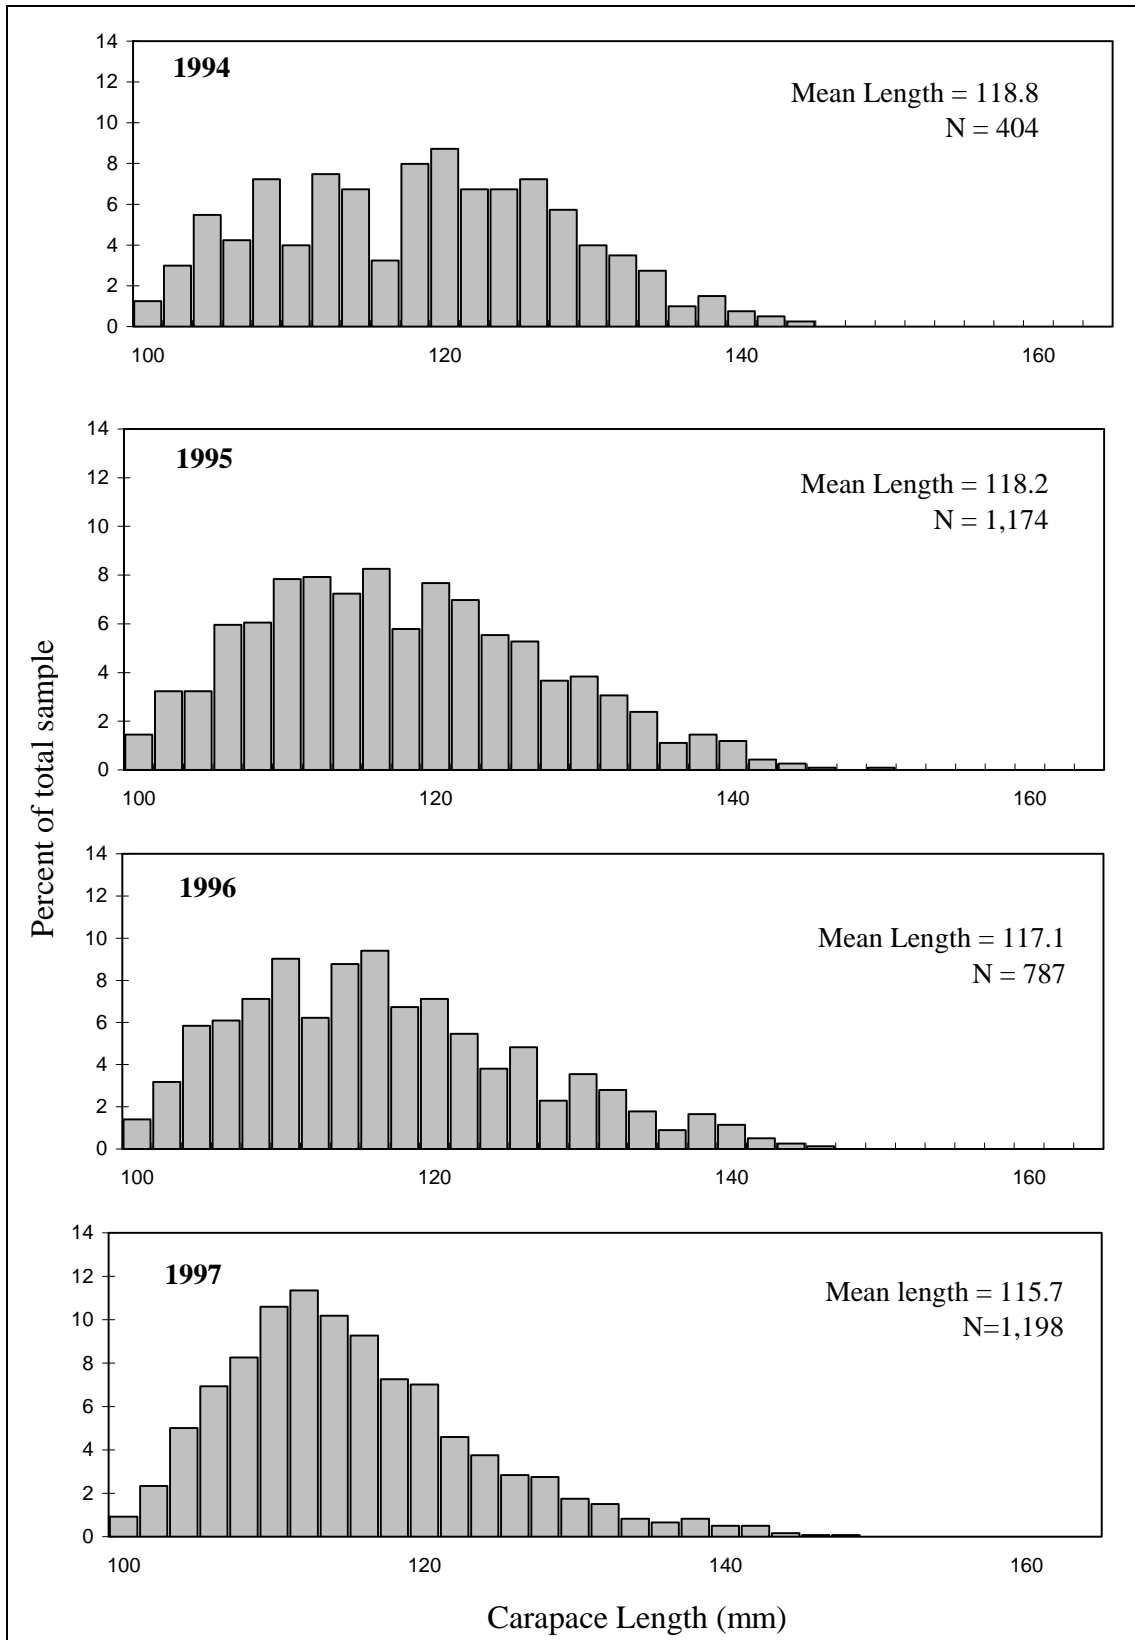 14
12
10
8
6
4
2
0
1994
Mean Length = 118.8
N = 404
100 120 140 160
14
12
10
8
6
4
2
0
1995
Mean Length = 118.2
N = 1,174
100 120 140 160
Percent of total sample
14
12
10
8
6
4
2
0
1996
Mean Length = 117.1
N = 787
100 120 140 160
14
12
10
8
6
4
2
0
1997
Mean length = 115.7
N=1,198
100 120 140 160
Carapace Length (mm)